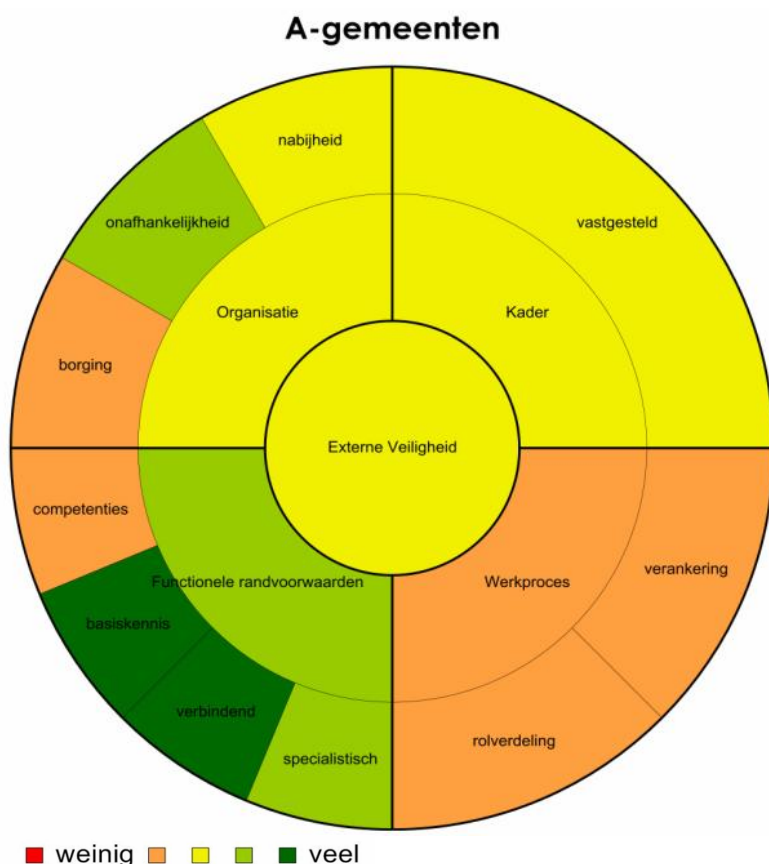 A-gemeenten
nabijheid
onafhankelijkheid
vastgesteld
Organisatie
Kader
borging
Externe Veiligheid
competenties
verankering
Functionele randvoorwaarden
Werkproces
basiskennis
verbindend
rolverdeling
specialistisch
weinig
veel